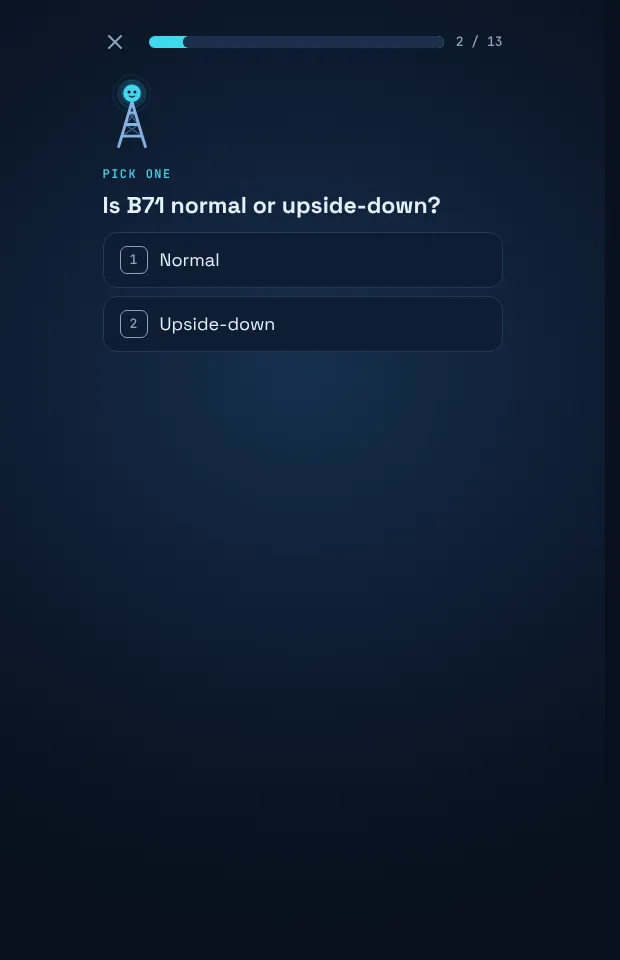 2 / 13
PICK ONE
Is B71 normal or upside-down?
1 Normal
2 Upside-down